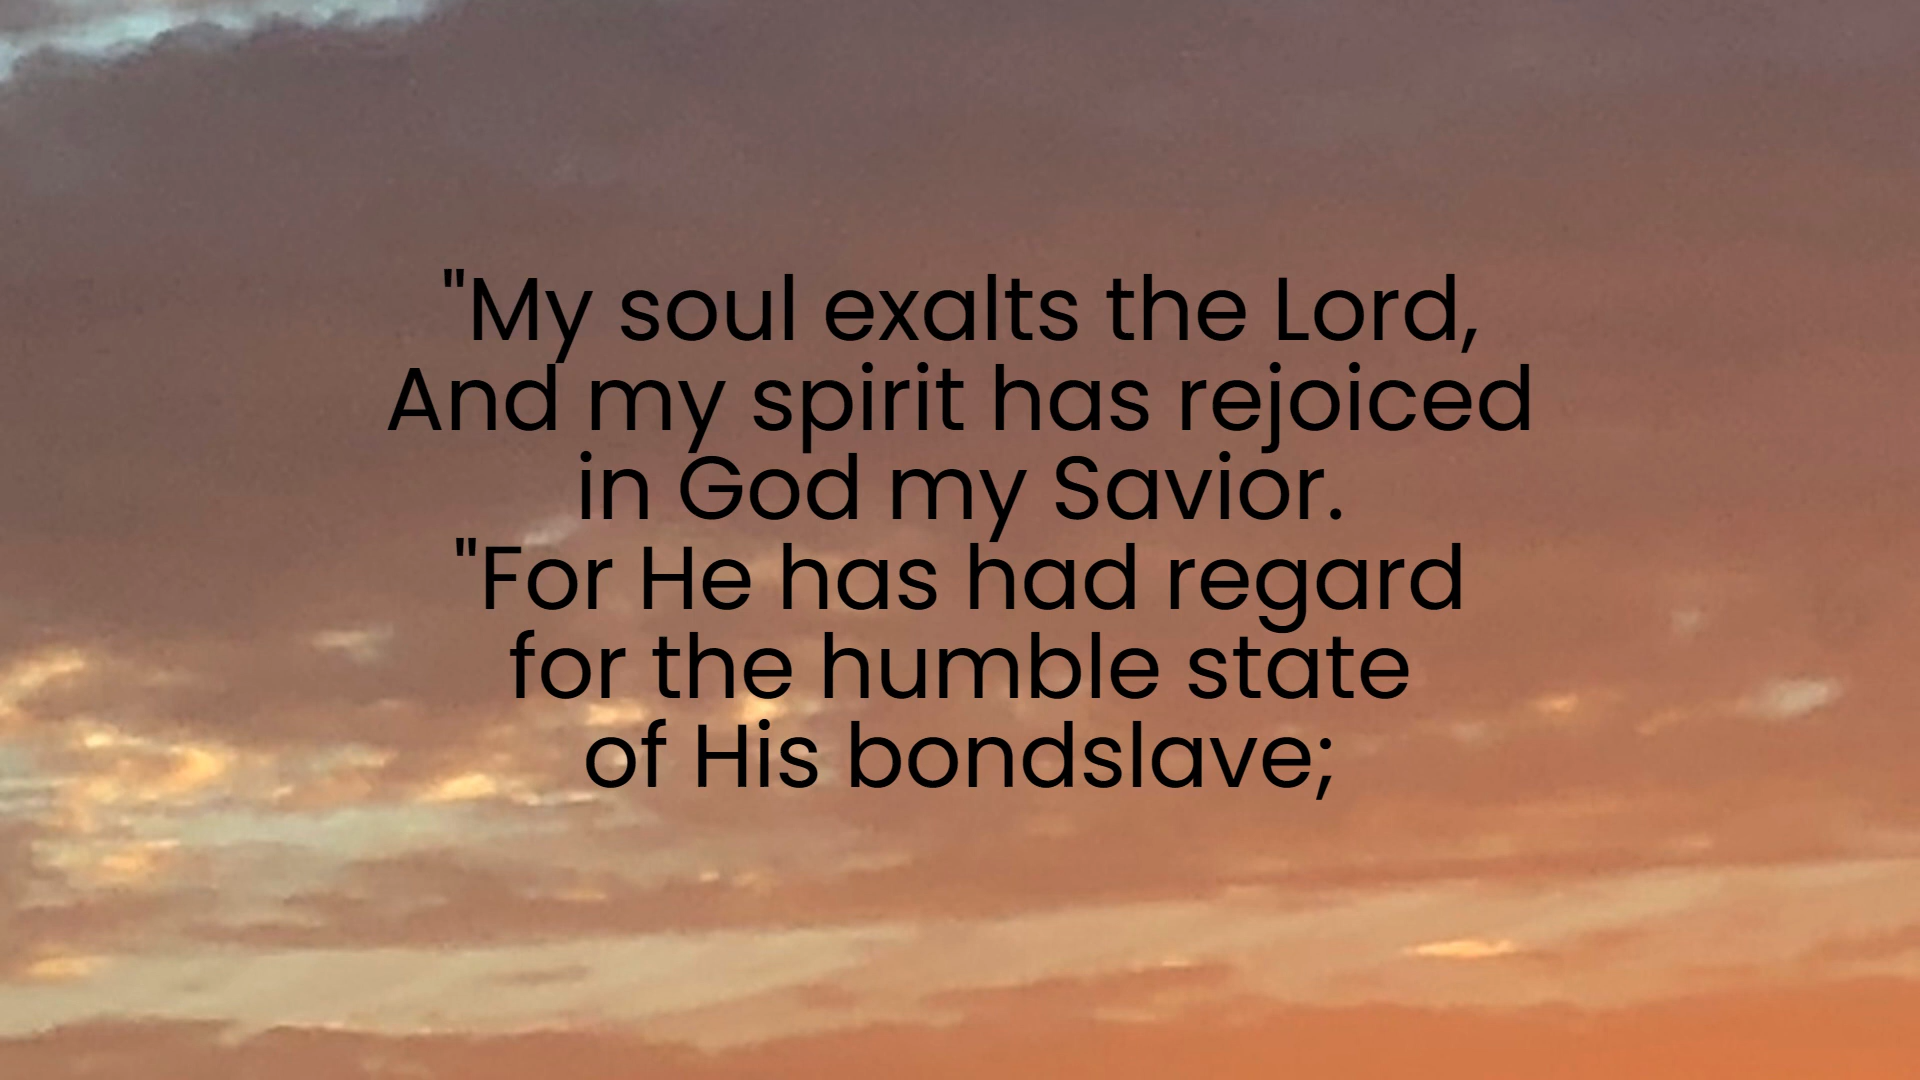 "My soul exalts the Lord,
And my spirit has rejoiced
in God my Savior.
"For He has had regard
for the humble state
of His bondslave;